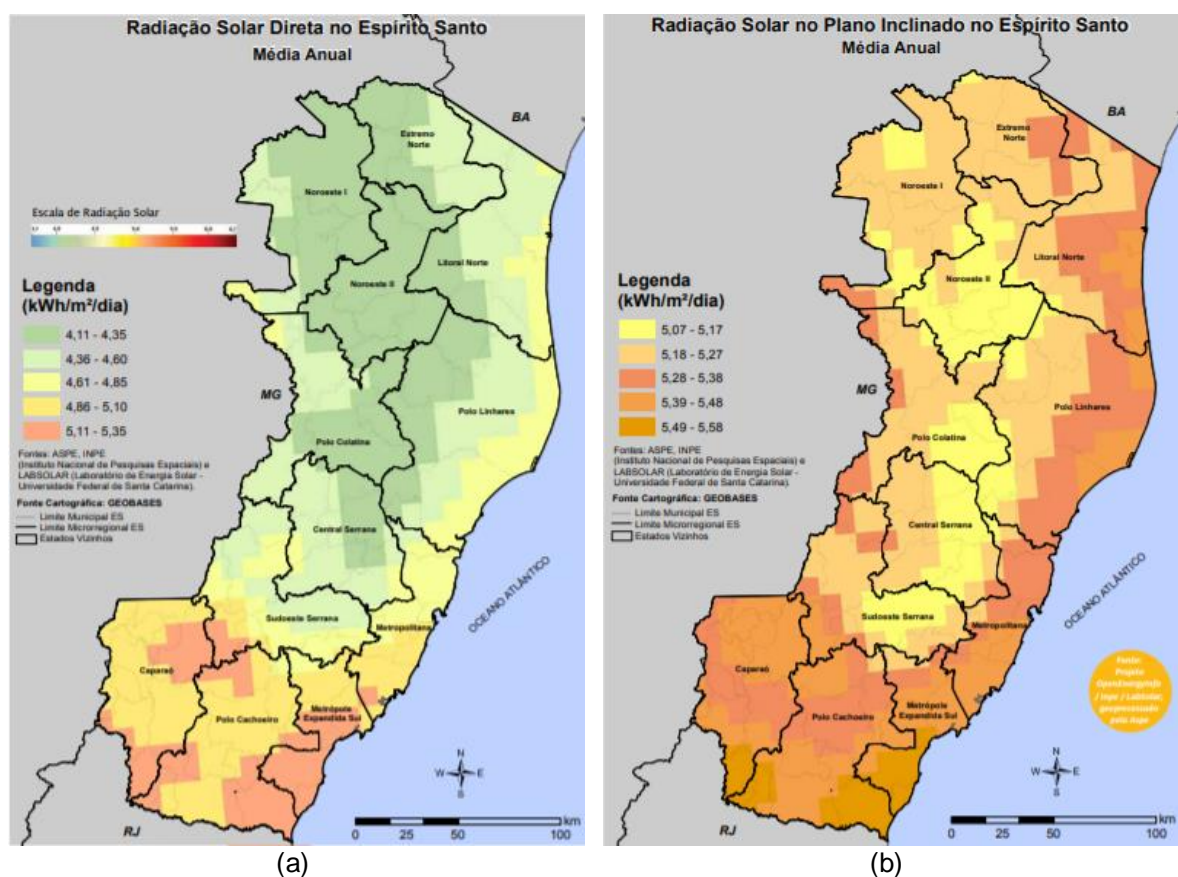 Radiação Solar Direta no Espírito Santo
Média Anual
BA
Extremo
Norte
Noroeste I
Escala de Radiação Solar
Litoral Norte
Noroeste II
Legenda
(kWh/m²/dia)
4,11 - 4,35
4,36 - 4,60
4,61 - 4,85
4,86 - 5,10
5,11 - 5,35
MG
Polo Linhares
Polo Colatina
Fontes: ASPE, INPE
(Instituto Nacional de Pesquisas Espaciais) e
LABSOLAR (Laboratório de Energia Solar -
Universidade Federal de Santa Catarina).
Fonte Cartográfica: GEOBASES
Limite Municipal ES
Limite Microrregional ES
Estados Vizinhos
Central Serrana
OCEANO ATLÂNTICO
Sudoeste Serrana
Metropolitana
Caparaó
Polo Cachoeiro
Metrópole
Expandida Sul
N
W E
S
RJ
km
0 25 50 100
(a)
Radiação Solar no Plano Inclinado no Espírito Santo
Média Anual
BA
Extremo
Norte
Noroeste I
Litoral Norte
Noroeste II
Legenda
(kWh/m²/dia)
5,07 - 5,17
5,18 - 5,27
5,28 - 5,38
5,39 - 5,48
5,49 - 5,58
MG
Polo Linhares
Polo Colatina
Fontes: ASPE, INPE
(Instituto Nacional de Pesquisas Espaciais) e
LABSOLAR (Laboratório de Energia Solar -
Universidade Federal de Santa Catarina).
Fonte Cartográfica: GEOBASES
Limite Municipal ES
Limite Microrregional ES
Estados Vizinhos
Central Serrana
OCEANO ATLÂNTICO
Sudoeste Serrana
Metropolitana
Caparaó
Fonte:
Projeto
/ Inpe / Labsolar,
geoprocessado
pela Aspe
Polo Cachoeiro
Metrópole
Expandida Sul
N
W E
S
RJ
km
0 25 50 100
(b)